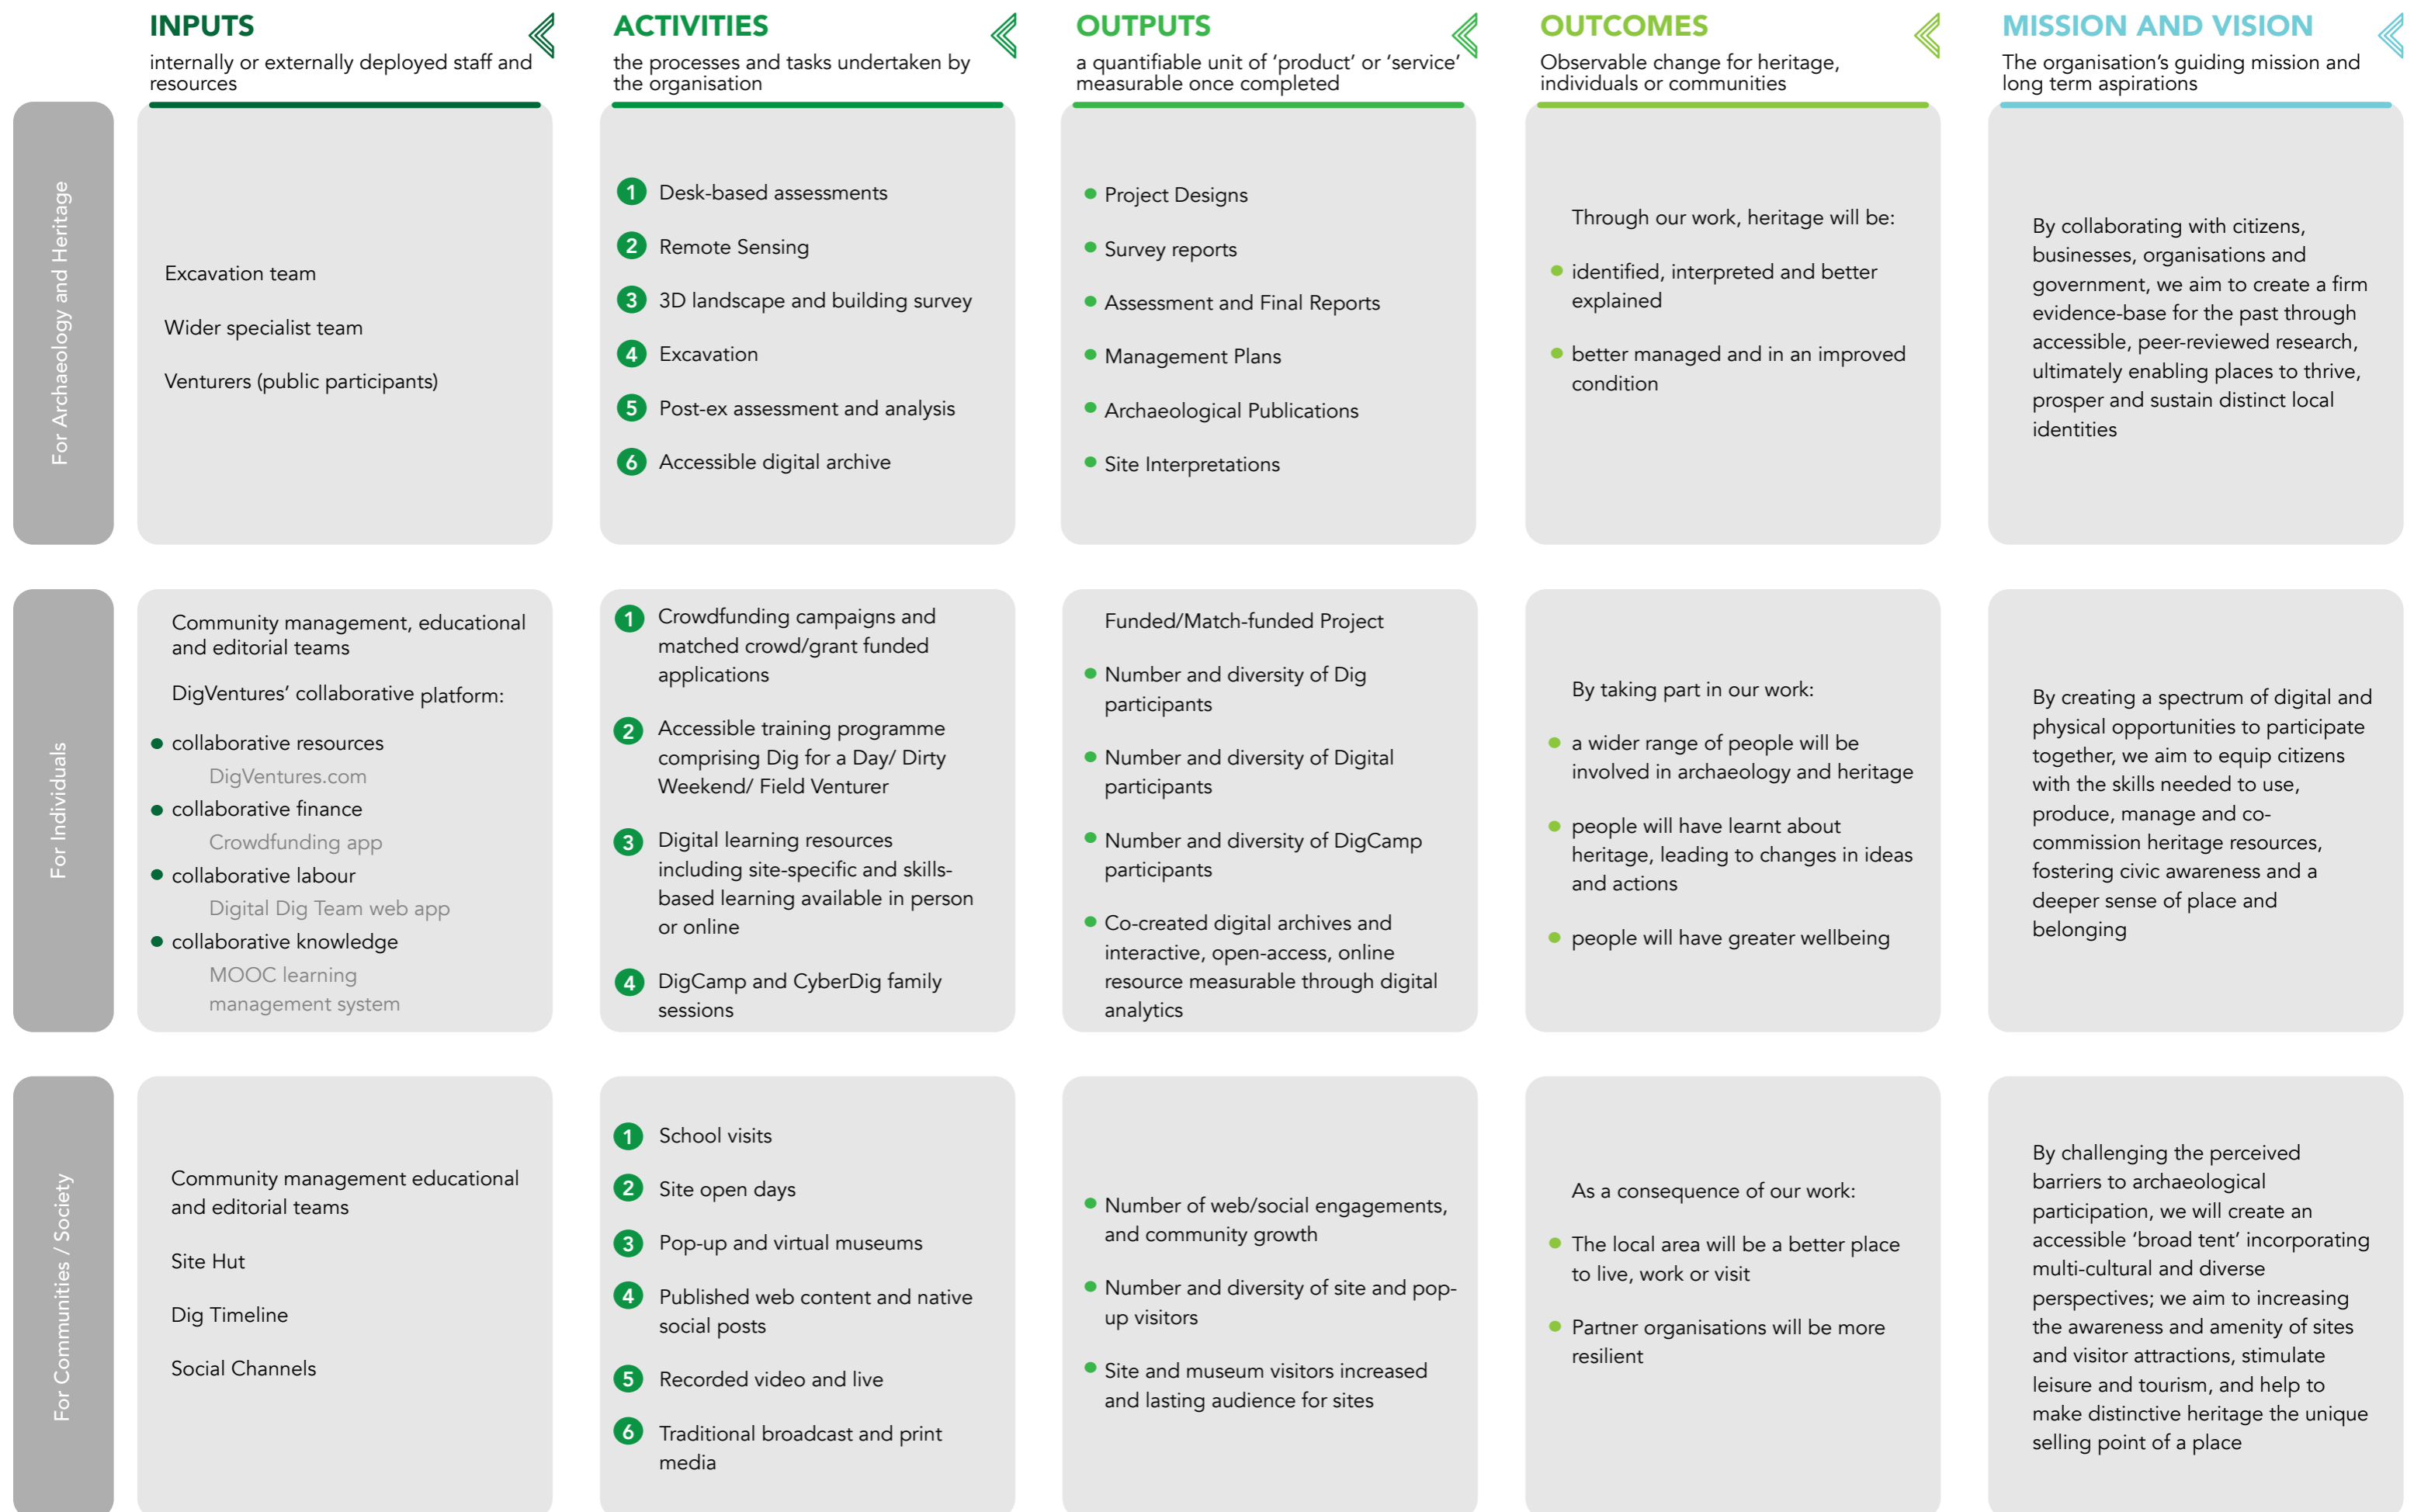 INPUTS
internally or externally deployed staff and
resources
ACTIVITIES
the processes and tasks undertaken by
the organisation
OUTPUTS
a quantifiable unit of ‘product’ or ‘service’
measurable once completed
OUTCOMES
Observable change for heritage,
individuals or communities
MISSION AND VISION
The organisation’s guiding mission and
long term aspirations
For Archaeology and Heritage
Excavation team
Wider specialist team
Venturers (public participants)
1 Desk-based assessments
2 Remote Sensing
3 3D landscape and building survey
4 Excavation
5 Post-ex assessment and analysis
6 Accessible digital archive
• Project Designs
• Survey reports
• Assessment and Final Reports
• Management Plans
• Archaeological Publications
• Site Interpretations
Through our work, heritage will be:
• identified, interpreted and better
explained
• better managed and in an improved
condition
By collaborating with citizens,
businesses, organisations and
government, we aim to create a firm
evidence-base for the past through
accessible, peer-reviewed research,
ultimately enabling places to thrive,
prosper and sustain distinct local
identities
For Individuals
Community management, educational
and editorial teams
DigVentures’ collaborative platform:
• collaborative resources
DigVentures.com
• collaborative finance
Crowdfunding app
• collaborative labour
Digital Dig Team web app
• collaborative knowledge
MOOC learning
management system
1 Crowdfunding campaigns and
matched crowd/grant funded
applications
2 Accessible training programme
comprising Dig for a Day/ Dirty
Weekend/ Field Venturer
3 Digital learning resources
including site-specific and skills-
based learning available in person
or online
4 DigCamp and CyberDig family
sessions
Funded/Match-funded Project
• Number and diversity of Dig
participants
• Number and diversity of Digital
participants
• Number and diversity of DigCamp
participants
• Co-created digital archives and
interactive, open-access, online
resource measurable through digital
analytics
By taking part in our work:
• a wider range of people will be
involved in archaeology and heritage
• people will have learnt about
heritage, leading to changes in ideas
and actions
• people will have greater wellbeing
By creating a spectrum of digital and
physical opportunities to participate
together, we aim to equip citizens
with the skills needed to use,
produce, manage and co-
commission heritage resources,
fostering civic awareness and a
deeper sense of place and
belonging
For Communities / Society
Community management educational
and editorial teams
Site Hut
Dig Timeline
Social Channels
1 School visits
2 Site open days
3 Pop-up and virtual museums
4 Published web content and native
social posts
5 Recorded video and live
6 Traditional broadcast and print
media
• Number of web/social engagements,
and community growth
• Number and diversity of site and pop-
up visitors
• Site and museum visitors increased
and lasting audience for sites
As a consequence of our work:
• The local area will be a better place
to live, work or visit
• Partner organisations will be more
resilient
By challenging the perceived
barriers to archaeological
participation, we will create an
accessible ‘broad tent’ incorporating
multi-cultural and diverse
perspectives; we aim to increasing
the awareness and amenity of sites
and visitor attractions, stimulate
leisure and tourism, and help to
make distinctive heritage the unique
selling point of a place